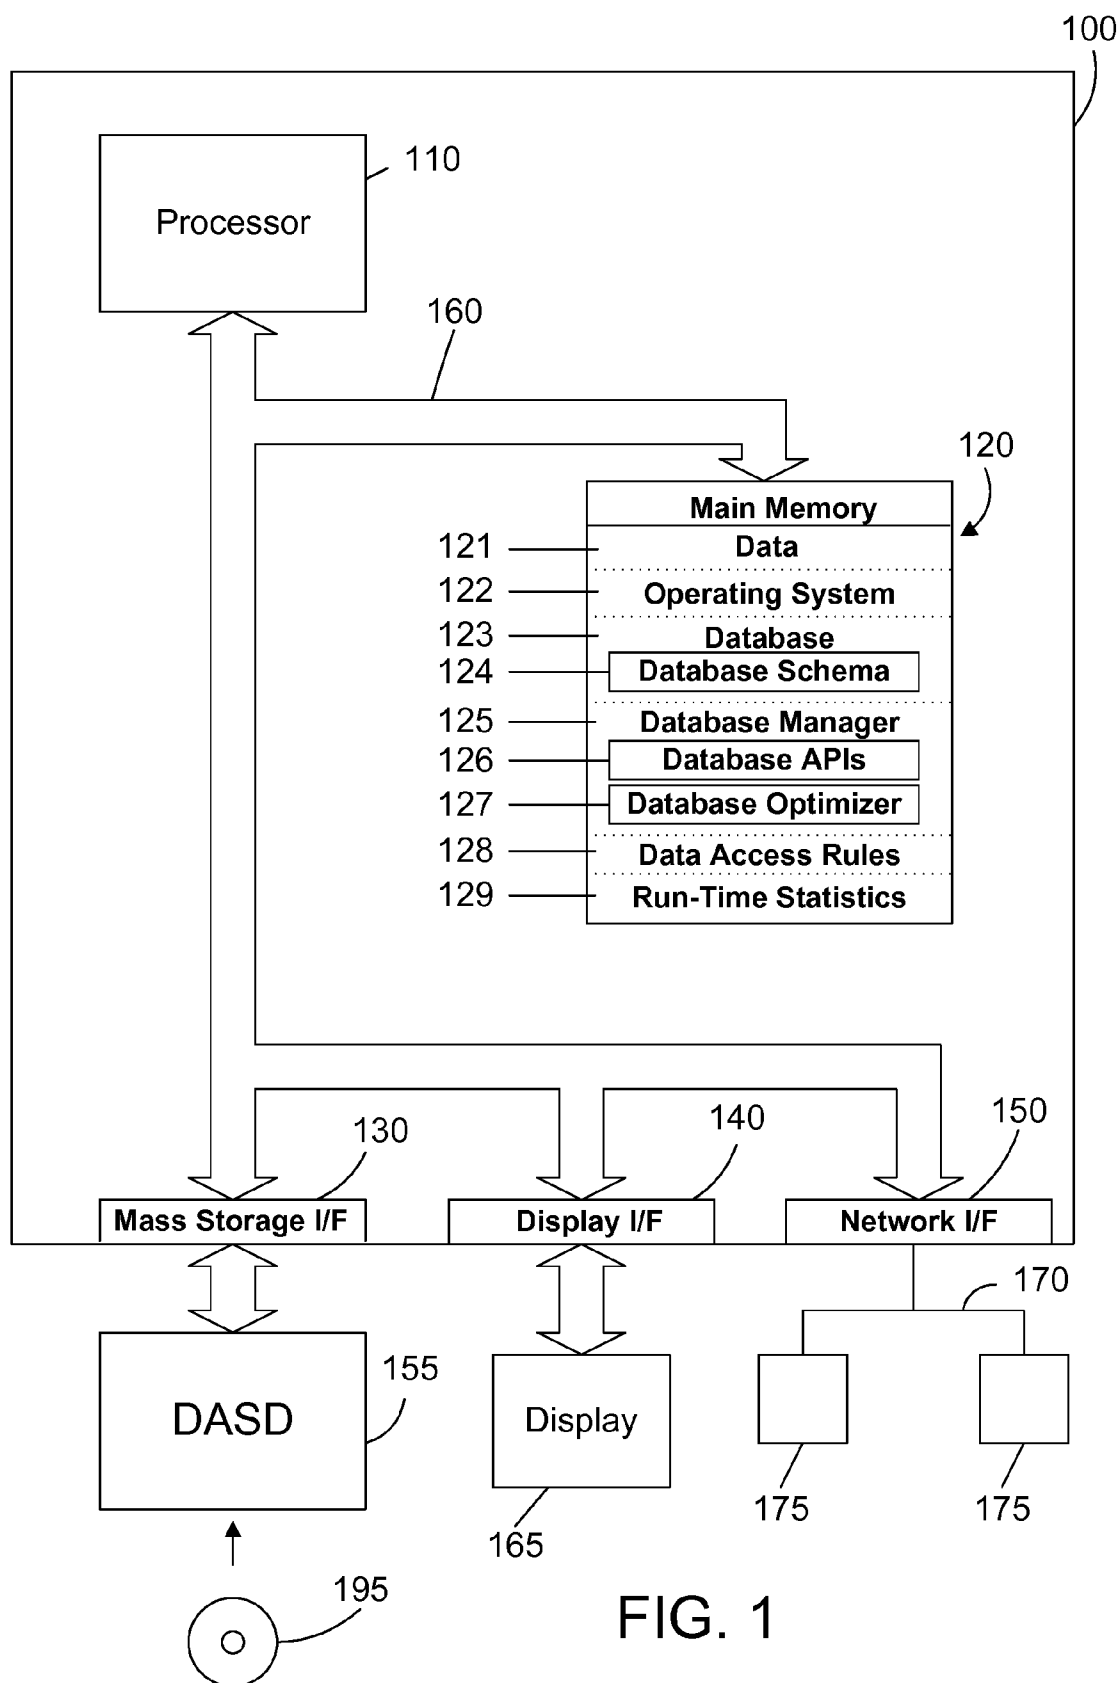 100
110
Processor
160
120
Main Memory
121 Data
122 Operating System
123 Database
124 Database Schema
125 Database Manager
126 Database APIs
127 Database Optimizer
128 Data Access Rules
129 Run-Time Statistics
130 140 150
Mass Storage I/F Display I/F Network I/F
170
155
DASD
Display
175 175
165
195
FIG. 1